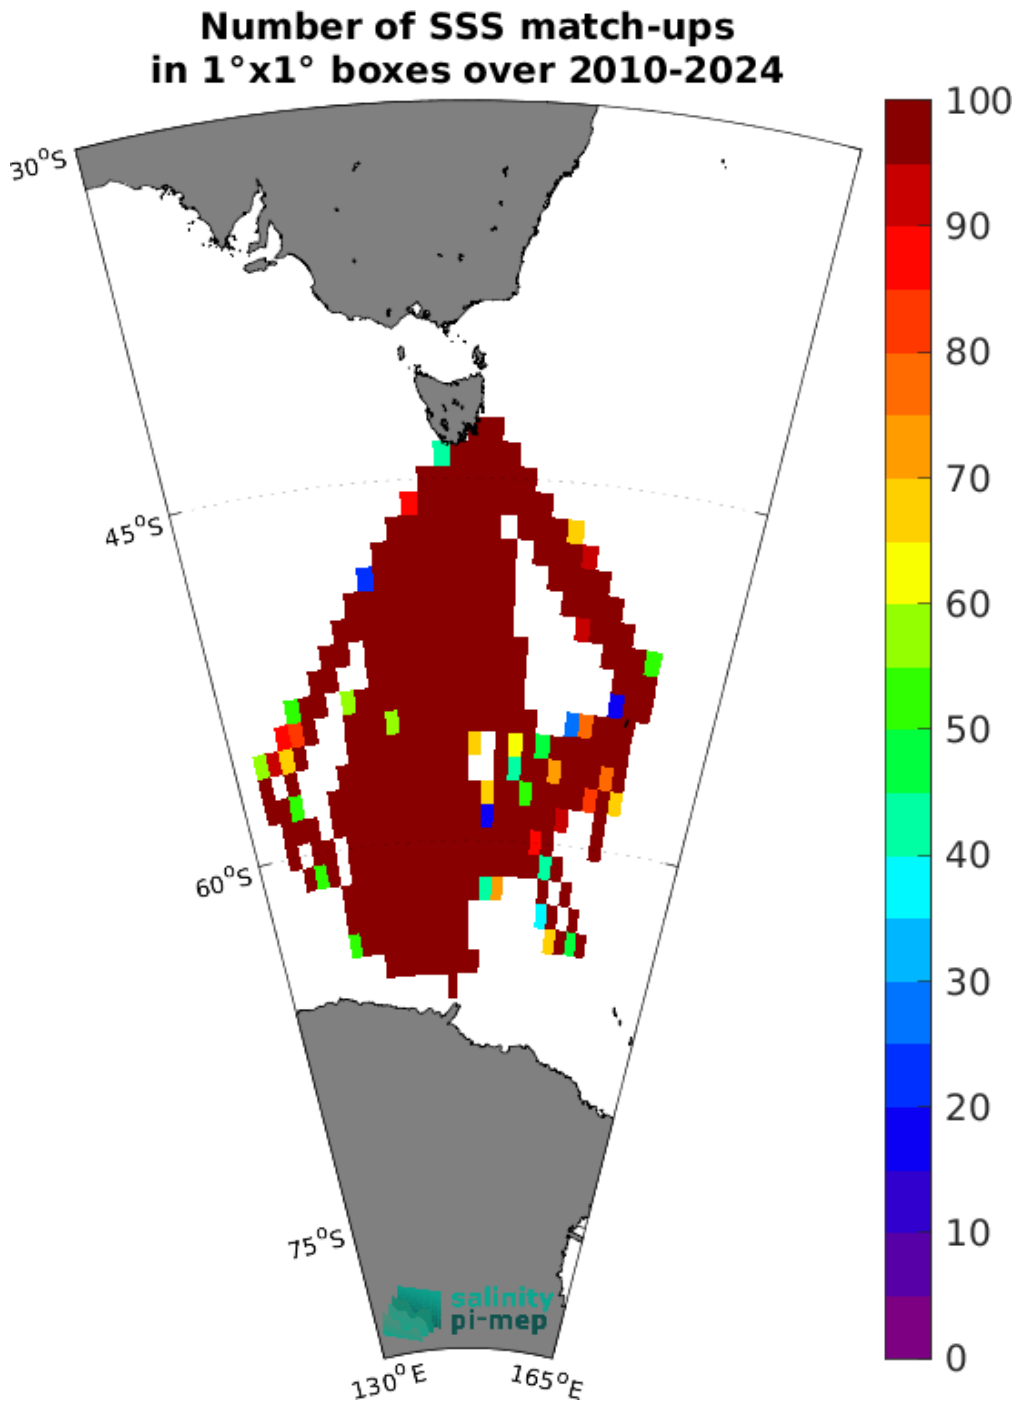 Number of SSS match-ups
in 1°x1° boxes over 2010-2024
30°S
45°S
60°S
75°S
130°E
165°E
100
90
80
70
60
50
40
30
20
10
0
salinity
pi-mep